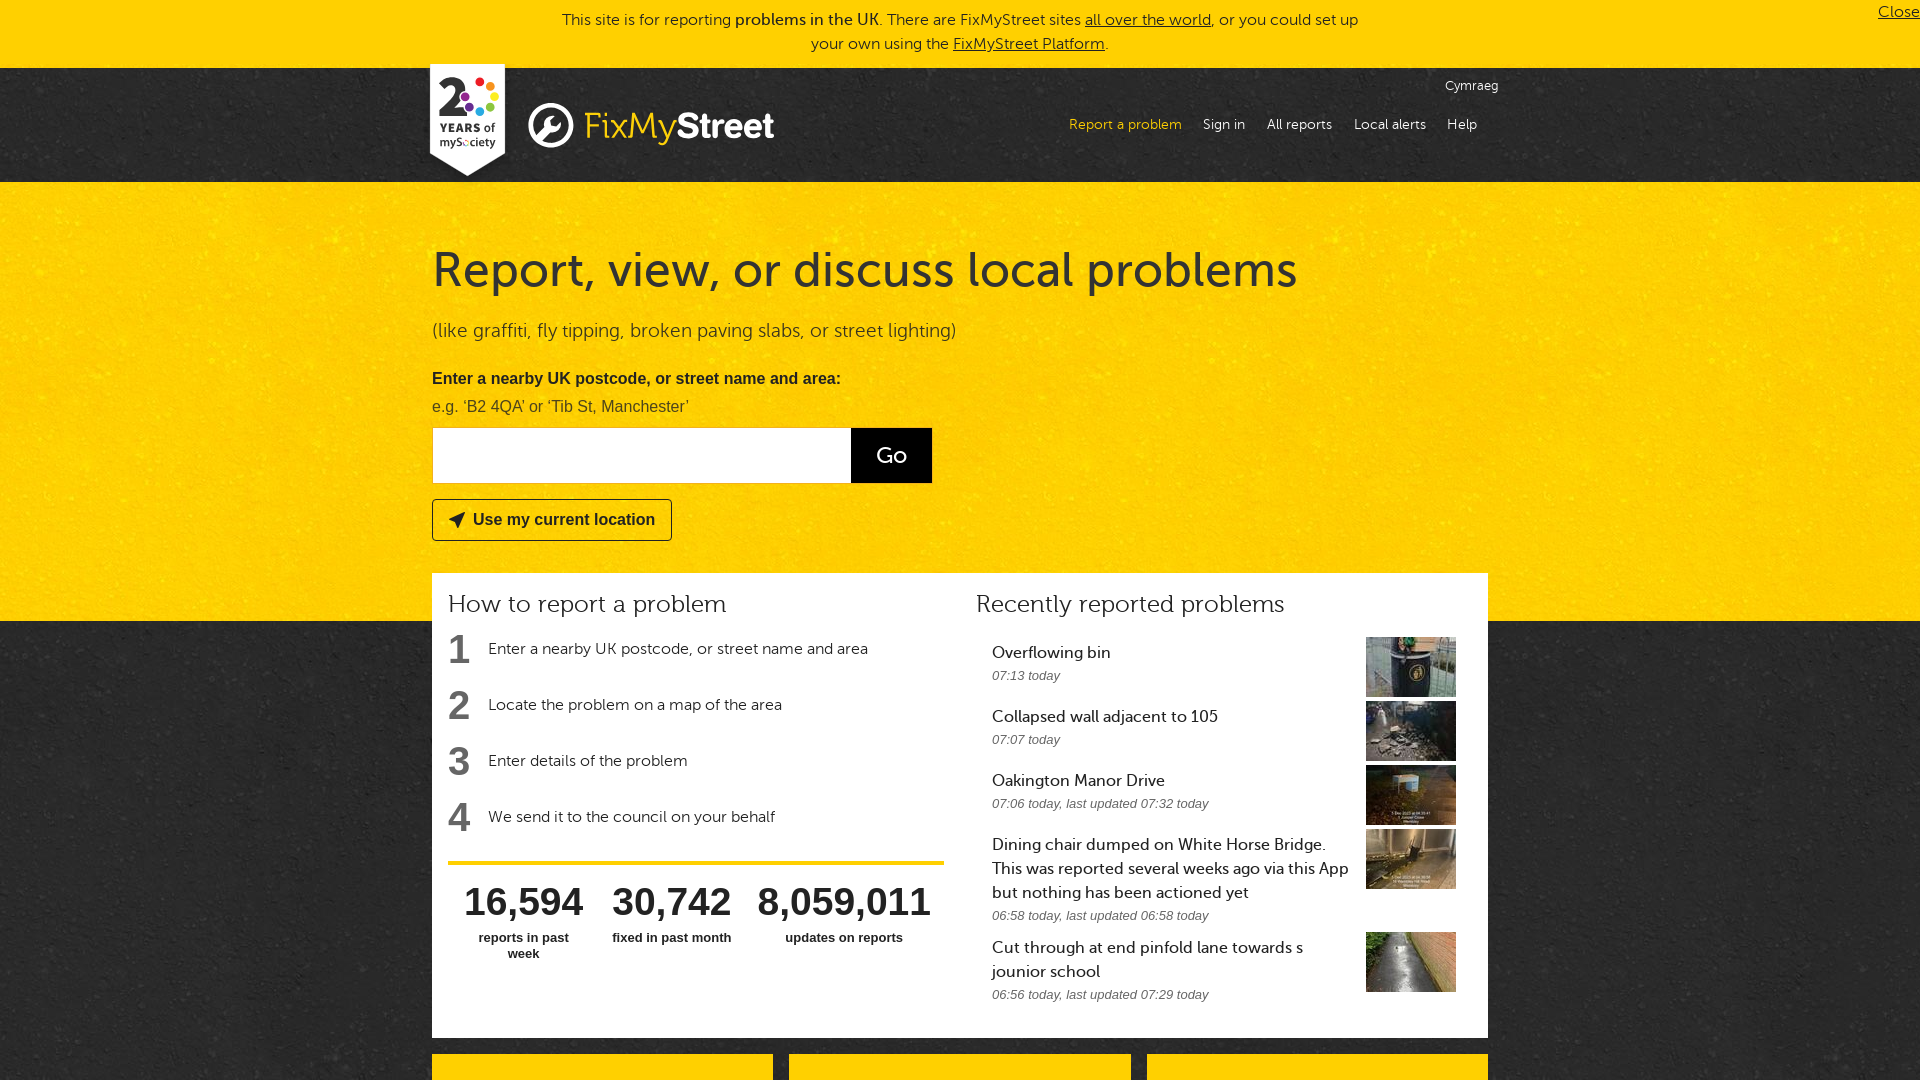 This site is for reporting problems in the UK. There are FixMyStreet sites all over the world, or you could set up
your own using the FixMyStreet Platform.
Close
20
YEARS of
mySociety
FixMyStreet
Cymraeg
Report a problem
Sign in
All reports
Local alerts
Help
Report, view, or discuss local problems
(like graffiti, fly tipping, broken paving slabs, or street lighting)
Enter a nearby UK postcode, or street name and area:
e.g. ‘B2 4QA’ or ‘Tib St, Manchester’
Go
Use my current location
How to report a problem
1 Enter a nearby UK postcode, or street name and area
2 Locate the problem on a map of the area
3 Enter details of the problem
4 We send it to the council on your behalf
16,594
reports in past
week
30,742
fixed in past month
8,059,011
updates on reports
Recently reported problems
Overflowing bin
07:13 today
Collapsed wall adjacent to 105
07:07 today
Oakington Manor Drive
07:06 today, last updated 07:32 today
Dining chair dumped on White Horse Bridge.
This was reported several weeks ago via this App
but nothing has been actioned yet
06:58 today, last updated 06:58 today
Cut through at end pinfold lane towards s
jounior school
06:56 today, last updated 07:29 today